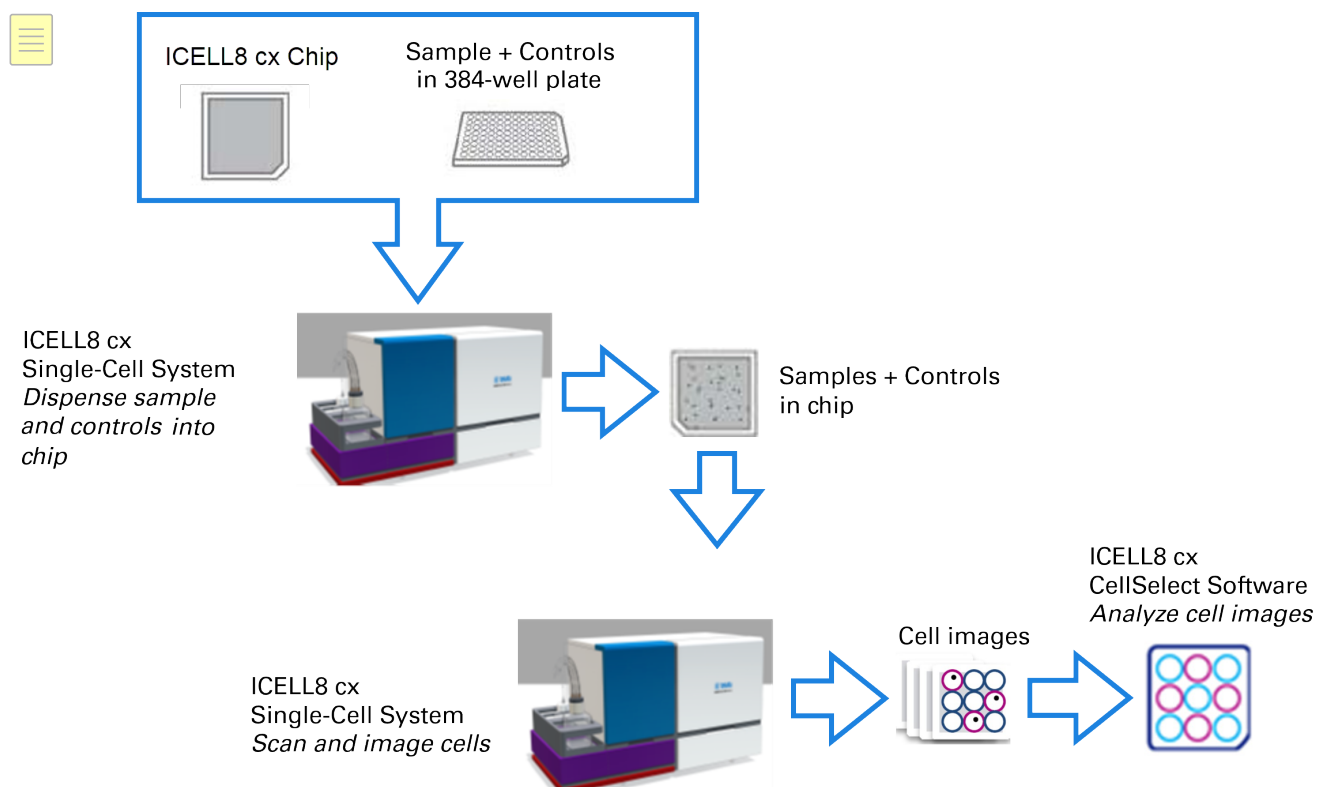 ICELL8 cx Chip
Sample + Controls
in 384-well plate
ICELL8 cx
Single-Cell System
Dispense sample
and controls into
chip
Samples + Controls
in chip
ICELL8 cx
CellSelect Software
Analyze cell images
Cell images
ICELL8 cx
Single-Cell System
Scan and image cells